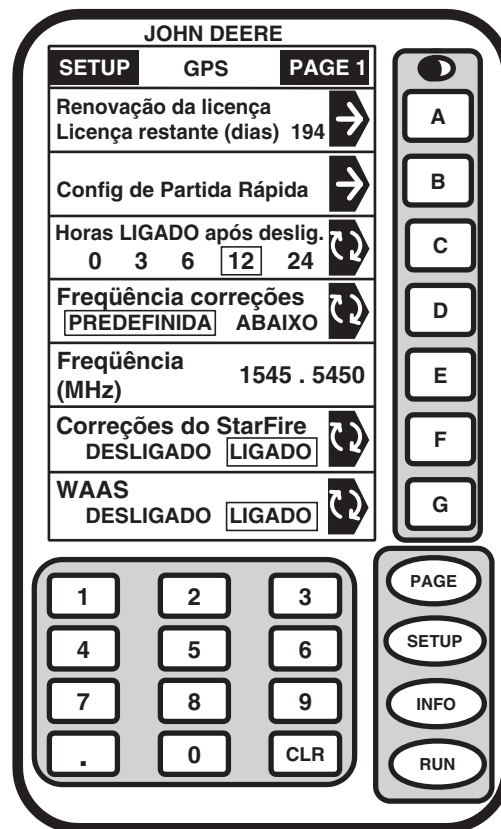 JOHN DEERE
SETUP GPS PAGE 1
Renovação da licença
Licença restante (dias) 194
Config de Partida Rápida
Horas LIGADO após deslig.
0 3 6 12 24
Freqüência correções
PREDEFINIDA ABAIXO
Freqüência
(MHz) 1545 . 5450
Correções do StarFire
DESLIGADO LIGADO
WAAS
DESLIGADO LIGADO
A
B
C
D
E
F
G
1 2 3
4 5 6
7 8 9
. 0 CLR
PAGE
SETUP
INFO
RUN